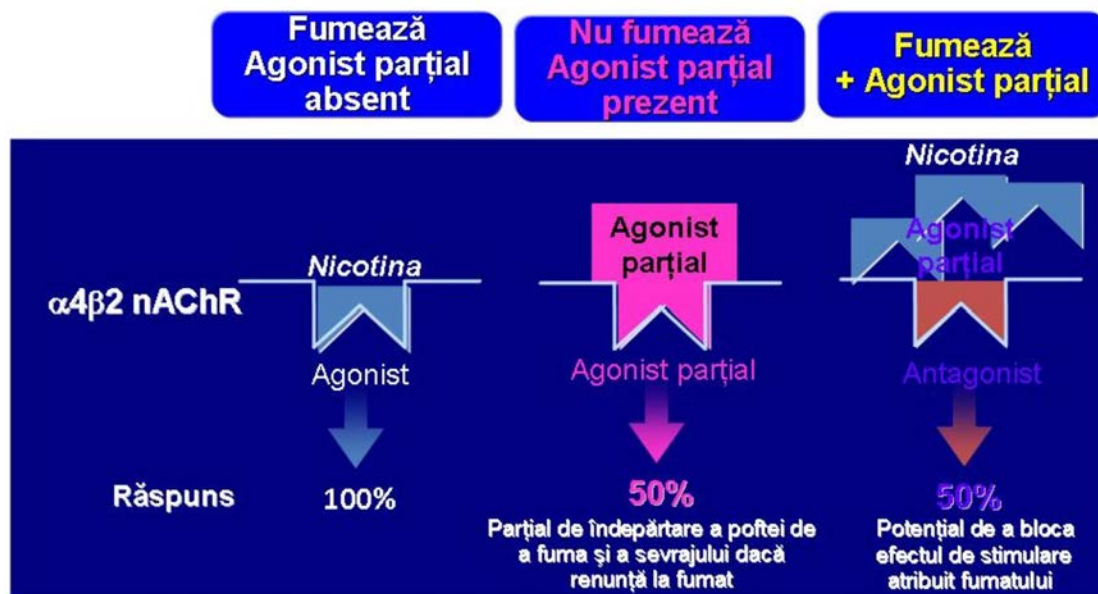 Fumează
Agonist parțial
absent
Nu fumează
Agonist parțial
prezent
Fumează
+ Agonist parțial
α4β2 nAChR
Nicotina
Agonist
Agonist
parțial
Agonist parțial
Nicotina
Agonist
parțial
Antagonist
Răspuns
100%
50%
Parțial de îndepărtare a poftei de
a fuma și a sevrajului dacă
renunță la fumat
50%
Potențial de a bloca
efectul de stimulare
atribuit fumatului